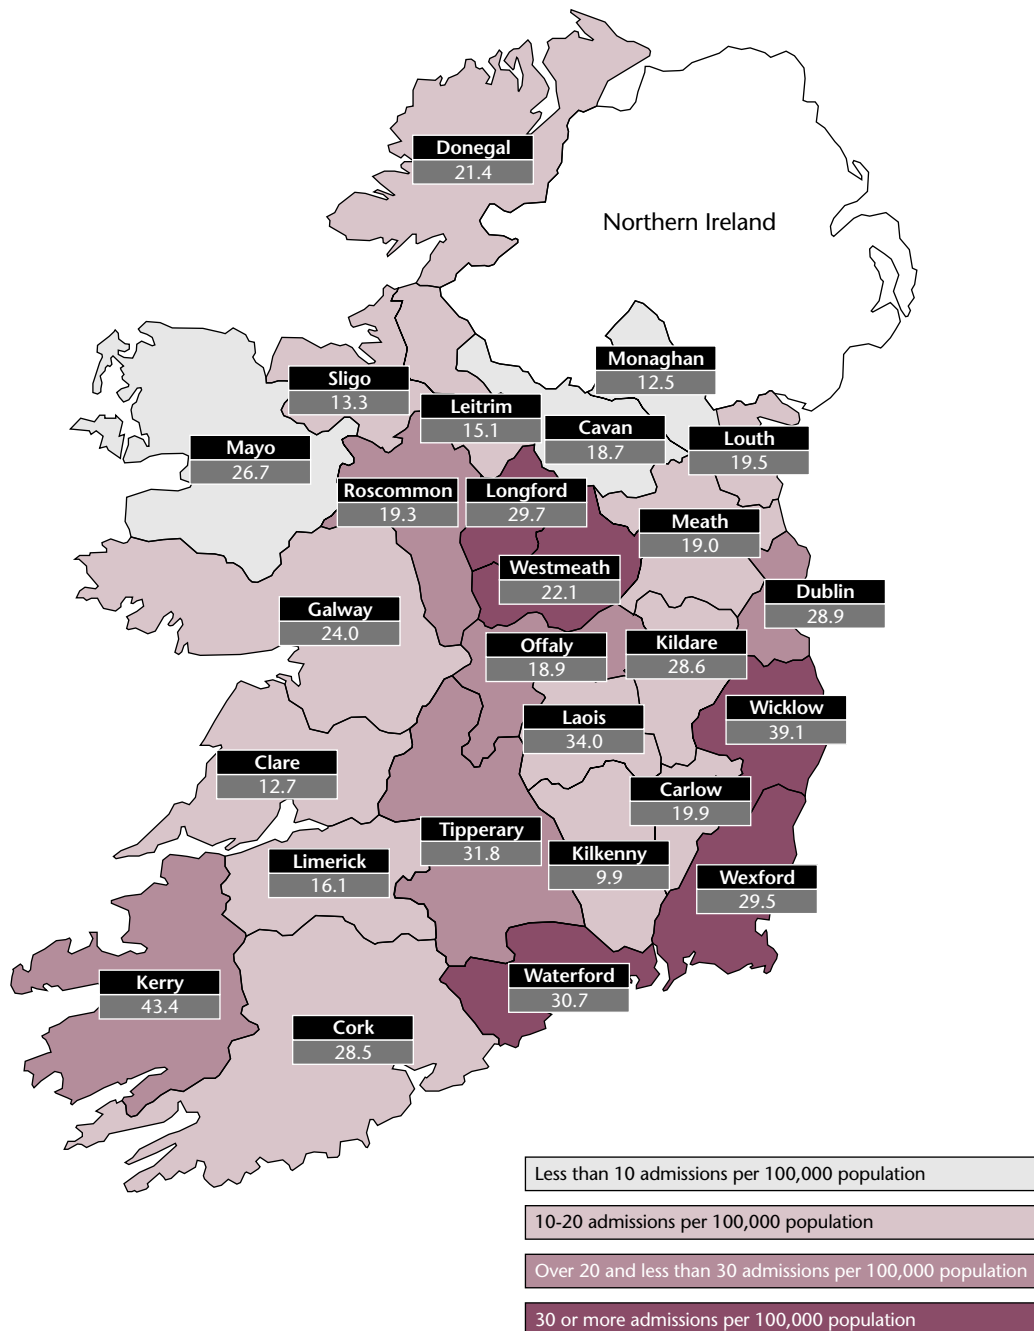 Donegal
21.4
Northern Ireland
Monaghan
12.5
Sligo
13.3
Leitrim
15.1
Cavan
18.7
Louth
19.5
Mayo
26.7
Roscommon
19.3
Longford
29.7
Meath
19.0
Westmeath
22.1
Dublin
28.9
Galway
24.0
Offaly
18.9
Kildare
28.6
Wicklow
39.1
Laois
34.0
Clare
12.7
Carlow
19.9
Tipperary
31.8
Limerick
16.1
Kilkenny
9.9
Wexford
29.5
Kerry
43.4
Waterford
30.7
Cork
28.5
Less than 10 admissions per 100,000 population
10-20 admissions per 100,000 population
Over 20 and less than 30 admissions per 100,000 population
30 or more admissions per 100,000 population